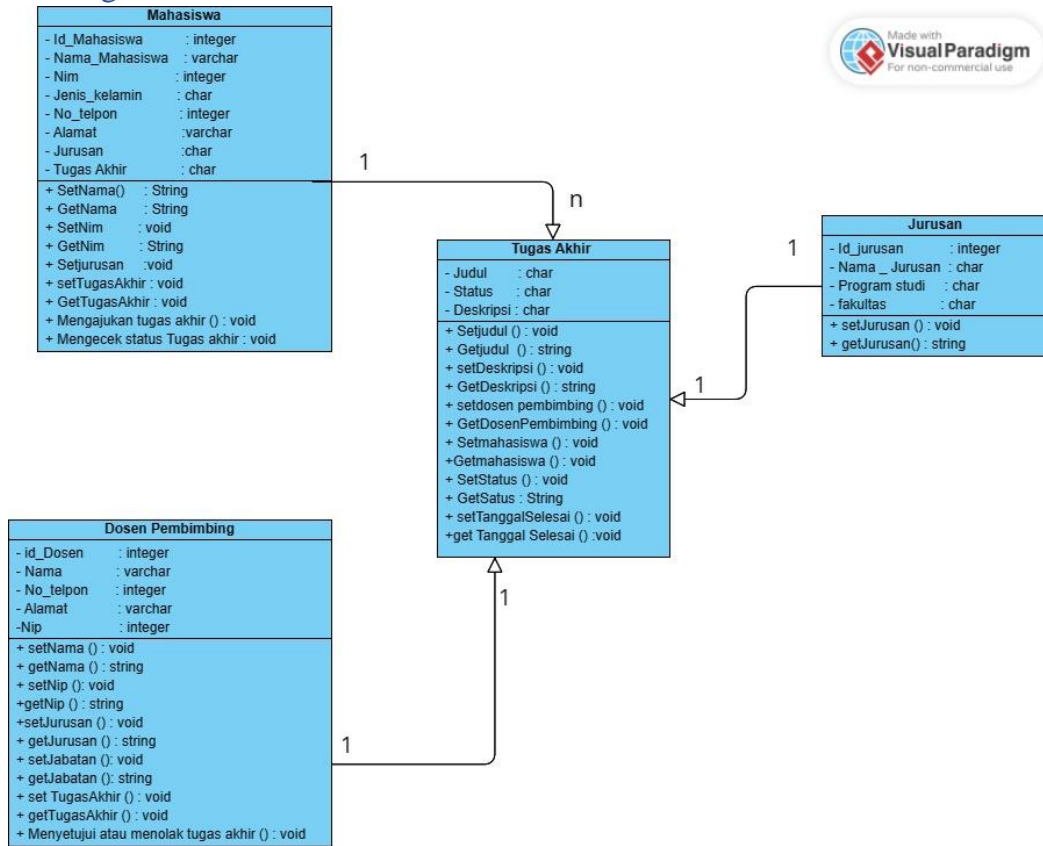 Mahasiswa
- Id_Mahasiswa : integer
- Nama_Mahasiswa : varchar
- Nim : integer
- Jenis_kelamin : char
- No_telpon : integer
- Alamat :varchar
- Jurusan :char
- Tugas Akhir : char
+ SetNama() : String
+ GetNama : String
+ SetNim : void
+ GetNim : String
+ Setjurusan :void
+ setTugasAkhir : void
+ GetTugasAkhir : void
+ Mengajukan tugas akhir () : void
+ Mengecek status Tugas akhir : void
Made with
Visual Paradigm
For non-commercial use
1
n
Tugas Akhir
- Judul : char
- Status : char
- Deskripsi : char
+ Setjudul () : void
+ Getjudul () : string
+ setDeskripsi () : void
+ GetDeskripsi () : string
+ setdosen pembimbing () : void
+ GetDosenPembimbing () : void
+ Setmahasiswa () : void
+Getmahasiswa () : void
+ SetStatus () : void
+ GetSatus : String
+ setTanggalSelesai () : void
+get Tanggal Selesai () :void
1
Jurusan
- Id_jurusan : integer
- Nama _ Jurusan : char
- Program studi : char
- fakultas : char
+ setJurusan () : void
+ getJurusan() : string
1
Dosen Pembimbing
- id_Dosen : integer
- Nama : varchar
- No_telpon : integer
- Alamat : varchar
-Nip : integer
+ setNama () : void
+ getNama () : string
+ setNip (): void
+getNip () : string
+setJurusan () : void
+ getJurusan () : string
+ setJabatan (): void
+ getJabatan (): string
+ set TugasAkhir () : void
+ getTugasAkhir () : void
+ Menyetujui atau menolak tugas akhir () : void
1
1